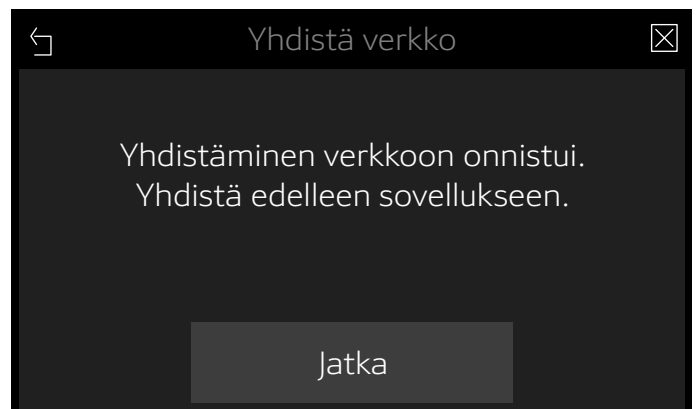 Yhdistä verkko
Yhdistäminen verkkoon onnistui.
Yhdistä edelleen sovellukseen.
Jatka